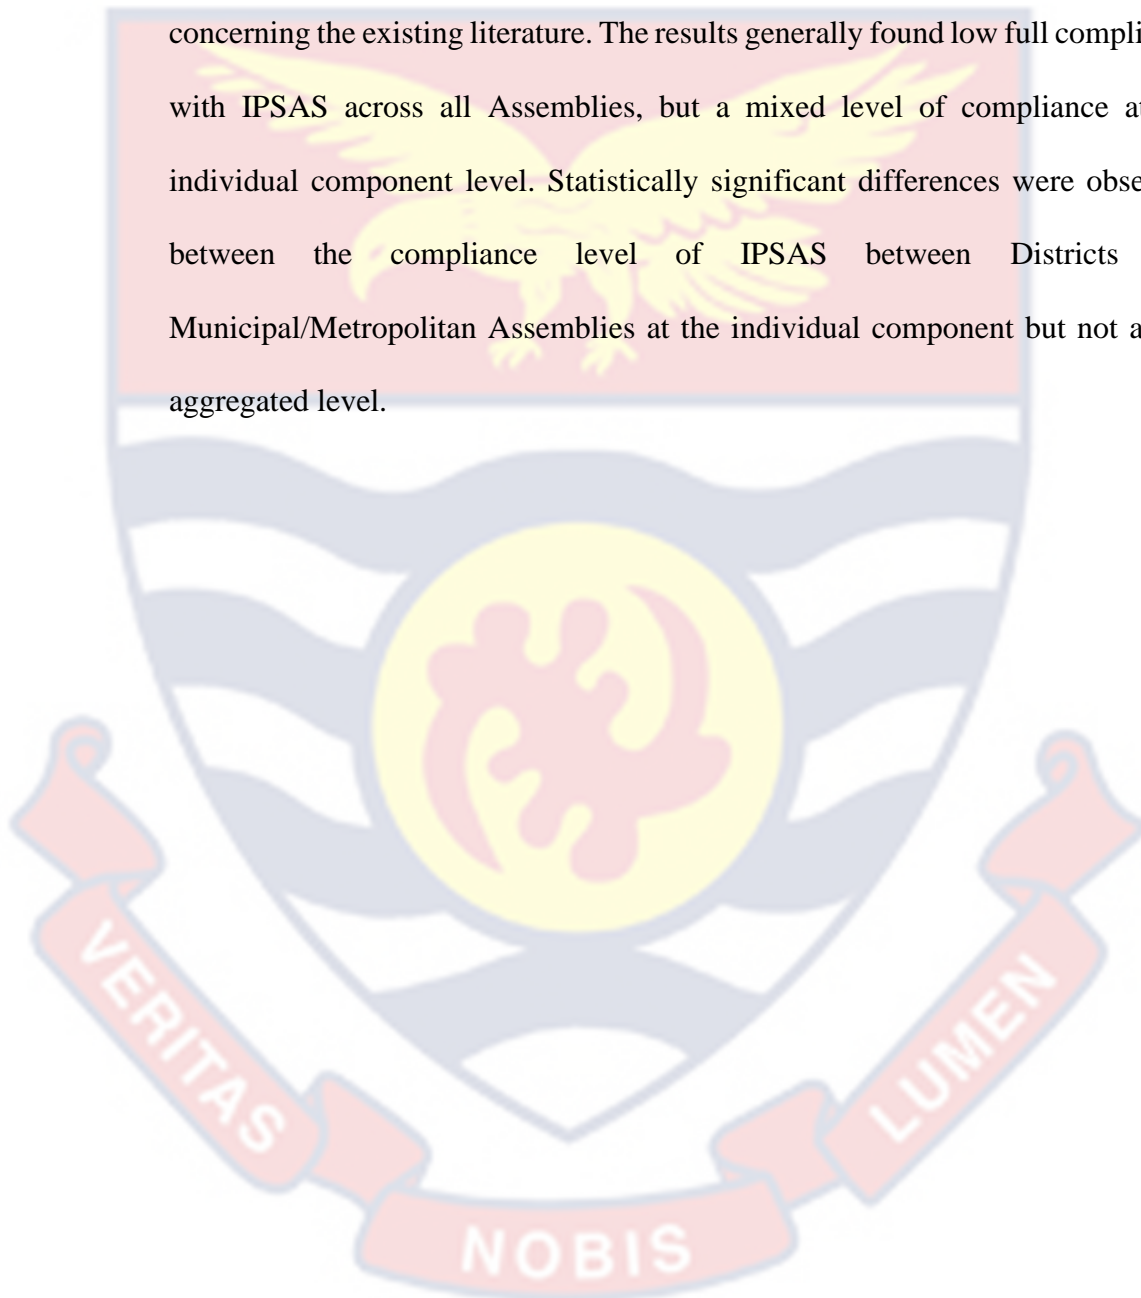 concerning the existing literature. The results generally found low full compli
with IPSAS across all Assemblies, but a mixed level of compliance at
individual component level. Statistically significant differences were obse
between the compliance level of IPSAS between Districts
Municipal/Metropolitan Assemblies at the individual component but not a
aggregated level.
VERITAS
NOBIS
LUMEN